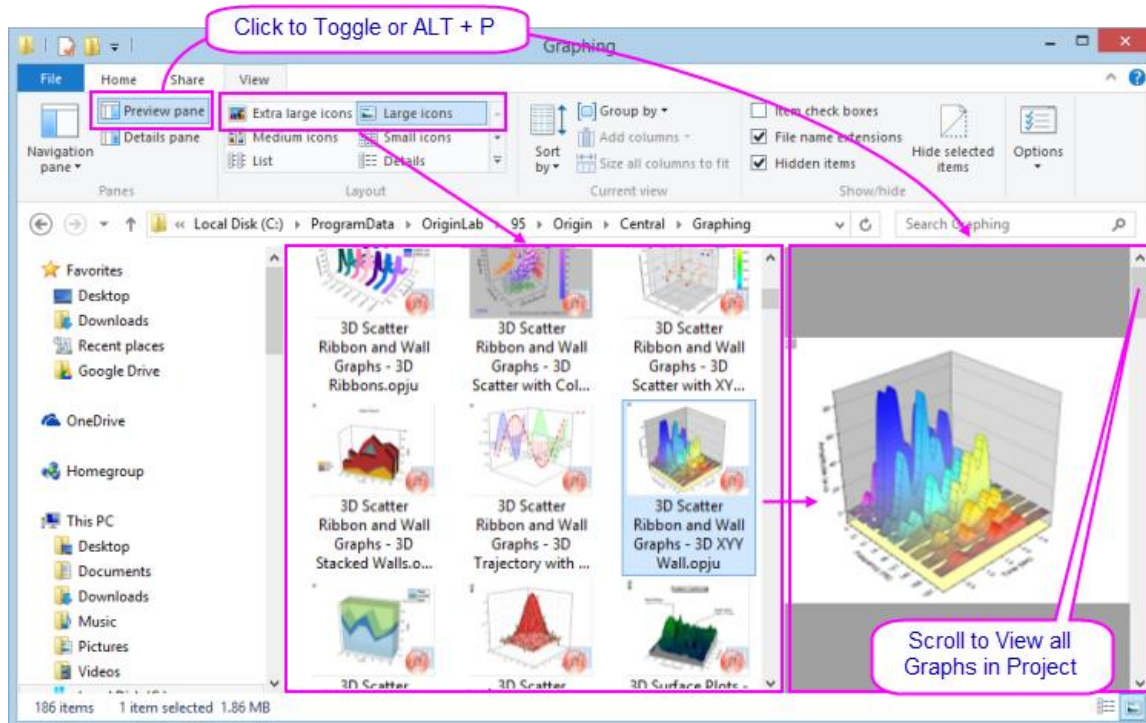 Click to Toggle or ALT + P
Graphing
File Home Share View
Preview pane
Details pane
Navigation pane
Panes
Extra large icons Large icons
Medium icons Small icons
List Details
Layout
Sort by
Group by
Add columns
Size all columns to fit
Current view
Item check boxes
File name extensions
Hidden items
Hide selected items
Show/hide
Options
« Local Disk (C:) ProgramData OriginLab 95 Origin Central Graphing
Search Graphing
Favorites
Desktop
Downloads
Recent places
Google Drive
OneDrive
Homegroup
This PC
Desktop
Documents
Downloads
Music
Pictures
Videos
3D Scatter
Ribbon and Wall
Graphs - 3D
Ribbons.opju
3D Scatter
Ribbon and Wall
Graphs - 3D
Scatter with Col...
3D Scatter
Ribbon and Wall
Graphs - 3D
Scatter with XY...
3D Scatter
Ribbon and Wall
Graphs - 3D
Stacked Walls.o...
3D Scatter
Ribbon and Wall
Graphs - 3D
Trajectory with ...
3D Scatter
Ribbon and Wall
Graphs - 3D XYY
Wall.opju
3D Scatter
3D Scatter
3D Surface Plots -
Scroll to View all
Graphs in Project
186 items 1 item selected 1.86 MB